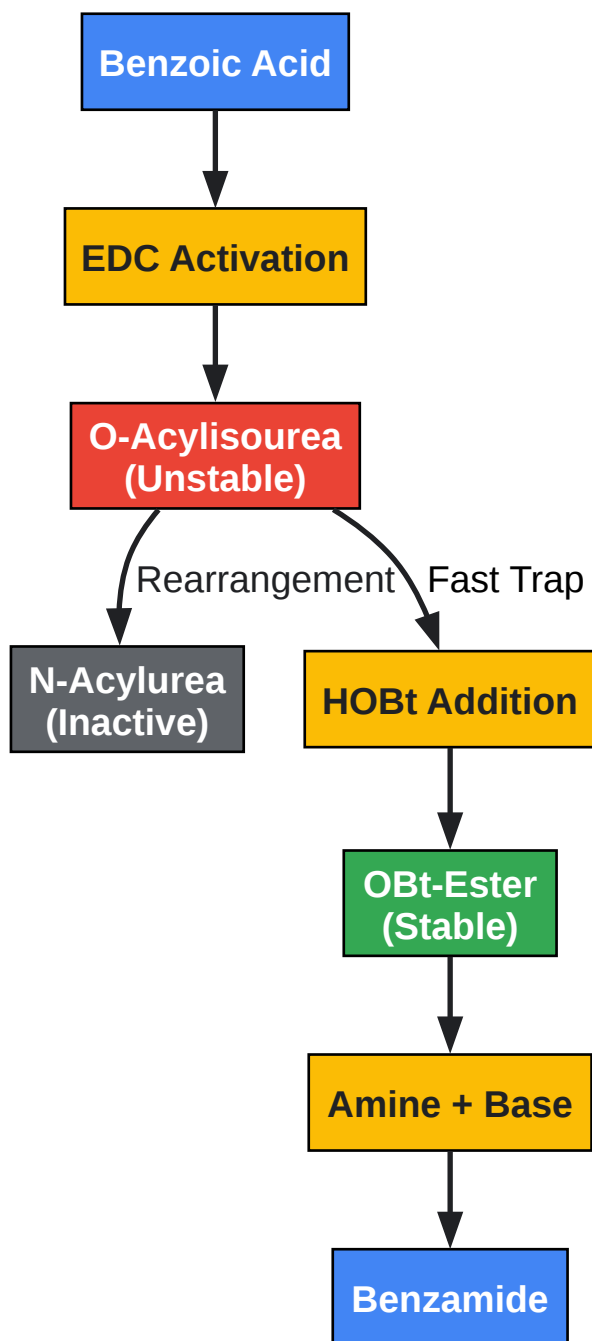 Benzoic Acid
EDC Activation
O-Acylisourea
(Unstable)
Rearrangement
Fast Trap
N-Acylurea
(Inactive)
HOBt Addition
OBt-Ester
(Stable)
Amine + Base
Benzamide